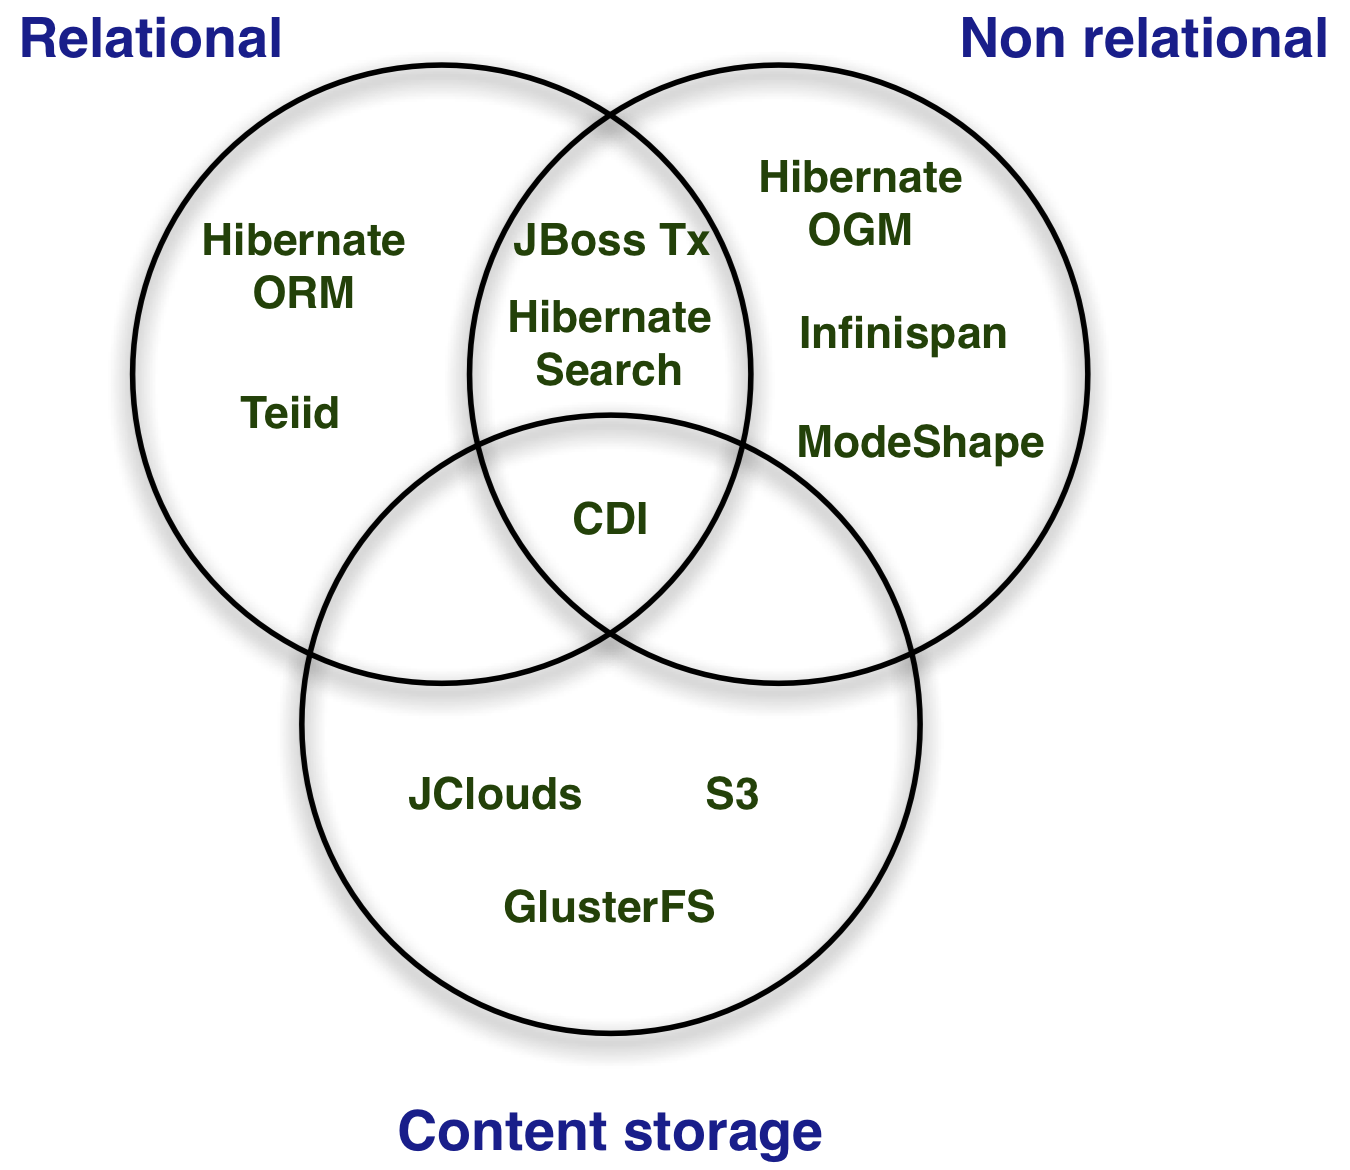 Relational
Non relational
Hibernate
OGM
Hibernate
ORM
JBoss Tx
Hibernate
Search
Infinispan
Teiid
ModeShape
CDI
JClouds
S3
GlusterFS
Content storage